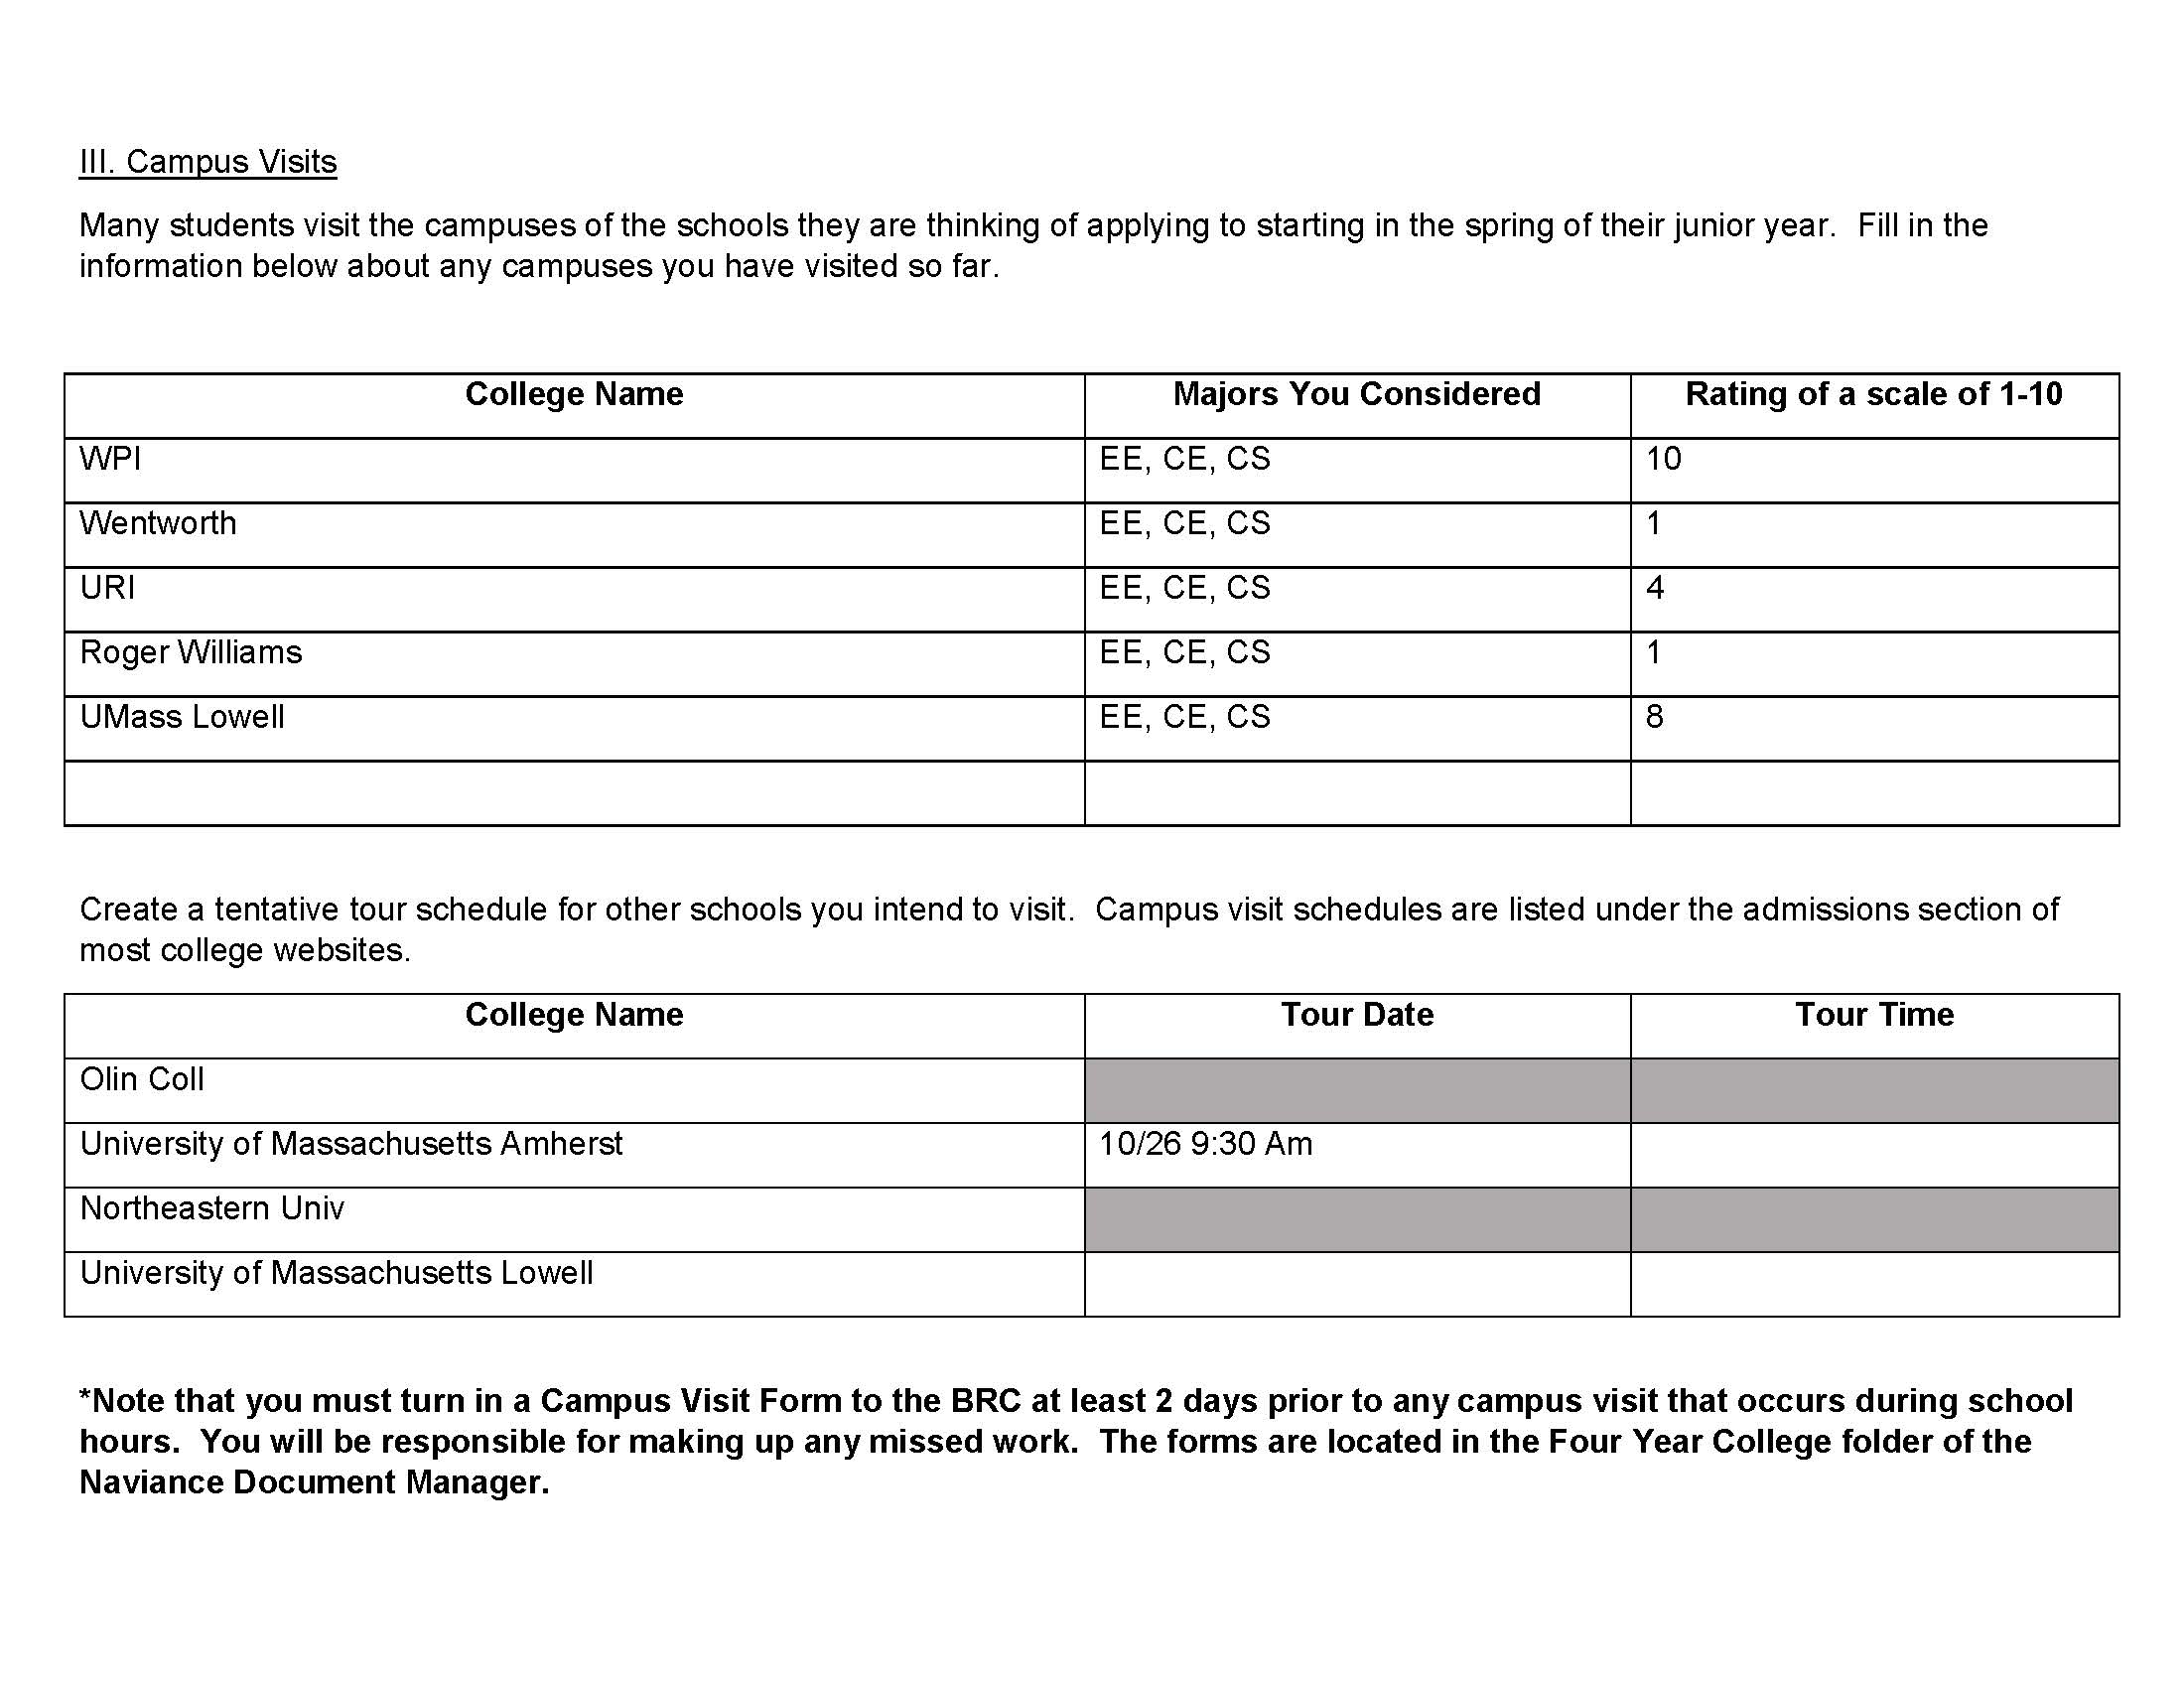 III. Campus Visits
Many students visit the campuses of the schools they are thinking of applying to starting in the spring of their junior year.  Fill in the
information below about any campuses you have visited so far.
College Name Majors You Considered Rating of a scale of 1-10
WPI EE, CE, CS 10
Wentworth EE, CE, CS 1
URI EE, CE, CS 4
Roger Williams EE, CE, CS 1
UMass Lowell EE, CE, CS 8
Create a tentative tour schedule for other schools you intend to visit.  Campus visit schedules are listed under the admissions section of
most college websites.
College Name Tour Date Tour Time
Olin Coll
University of Massachusetts Amherst 10/26 9:30 Am
Northeastern Univ
University of Massachusetts Lowell
*Note that you must turn in a Campus Visit Form to the BRC at least 2 days prior to any campus visit that occurs during school
hours.  You will be responsible for making up any missed work.  The forms are located in the Four Year College folder of the
Naviance Document Manager.